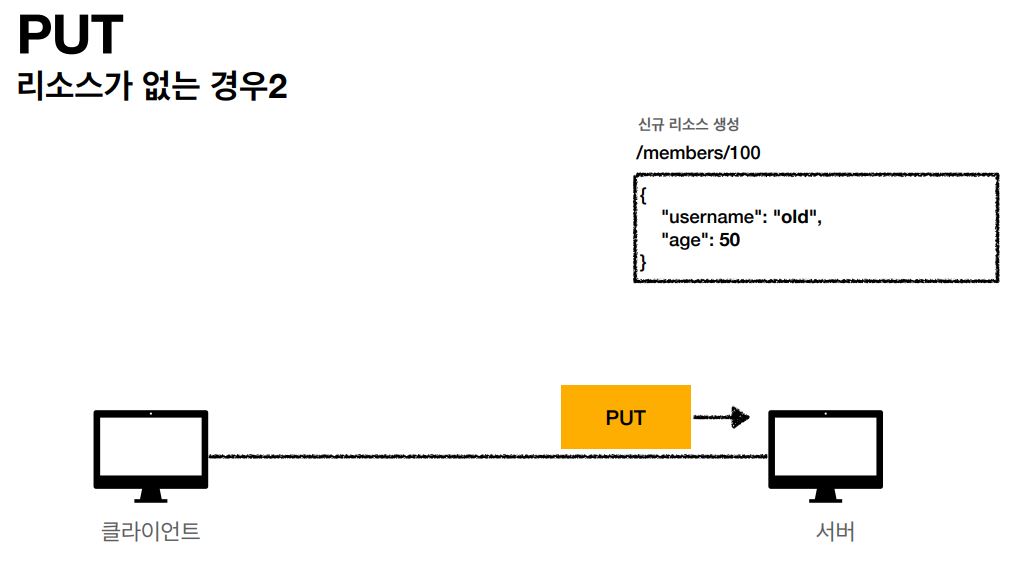 PUT
리소스가 없는 경우2
신규 리소스 생성
/members/100
{
"username": "old",
"age": 50
}
PUT
클라이언트
서버